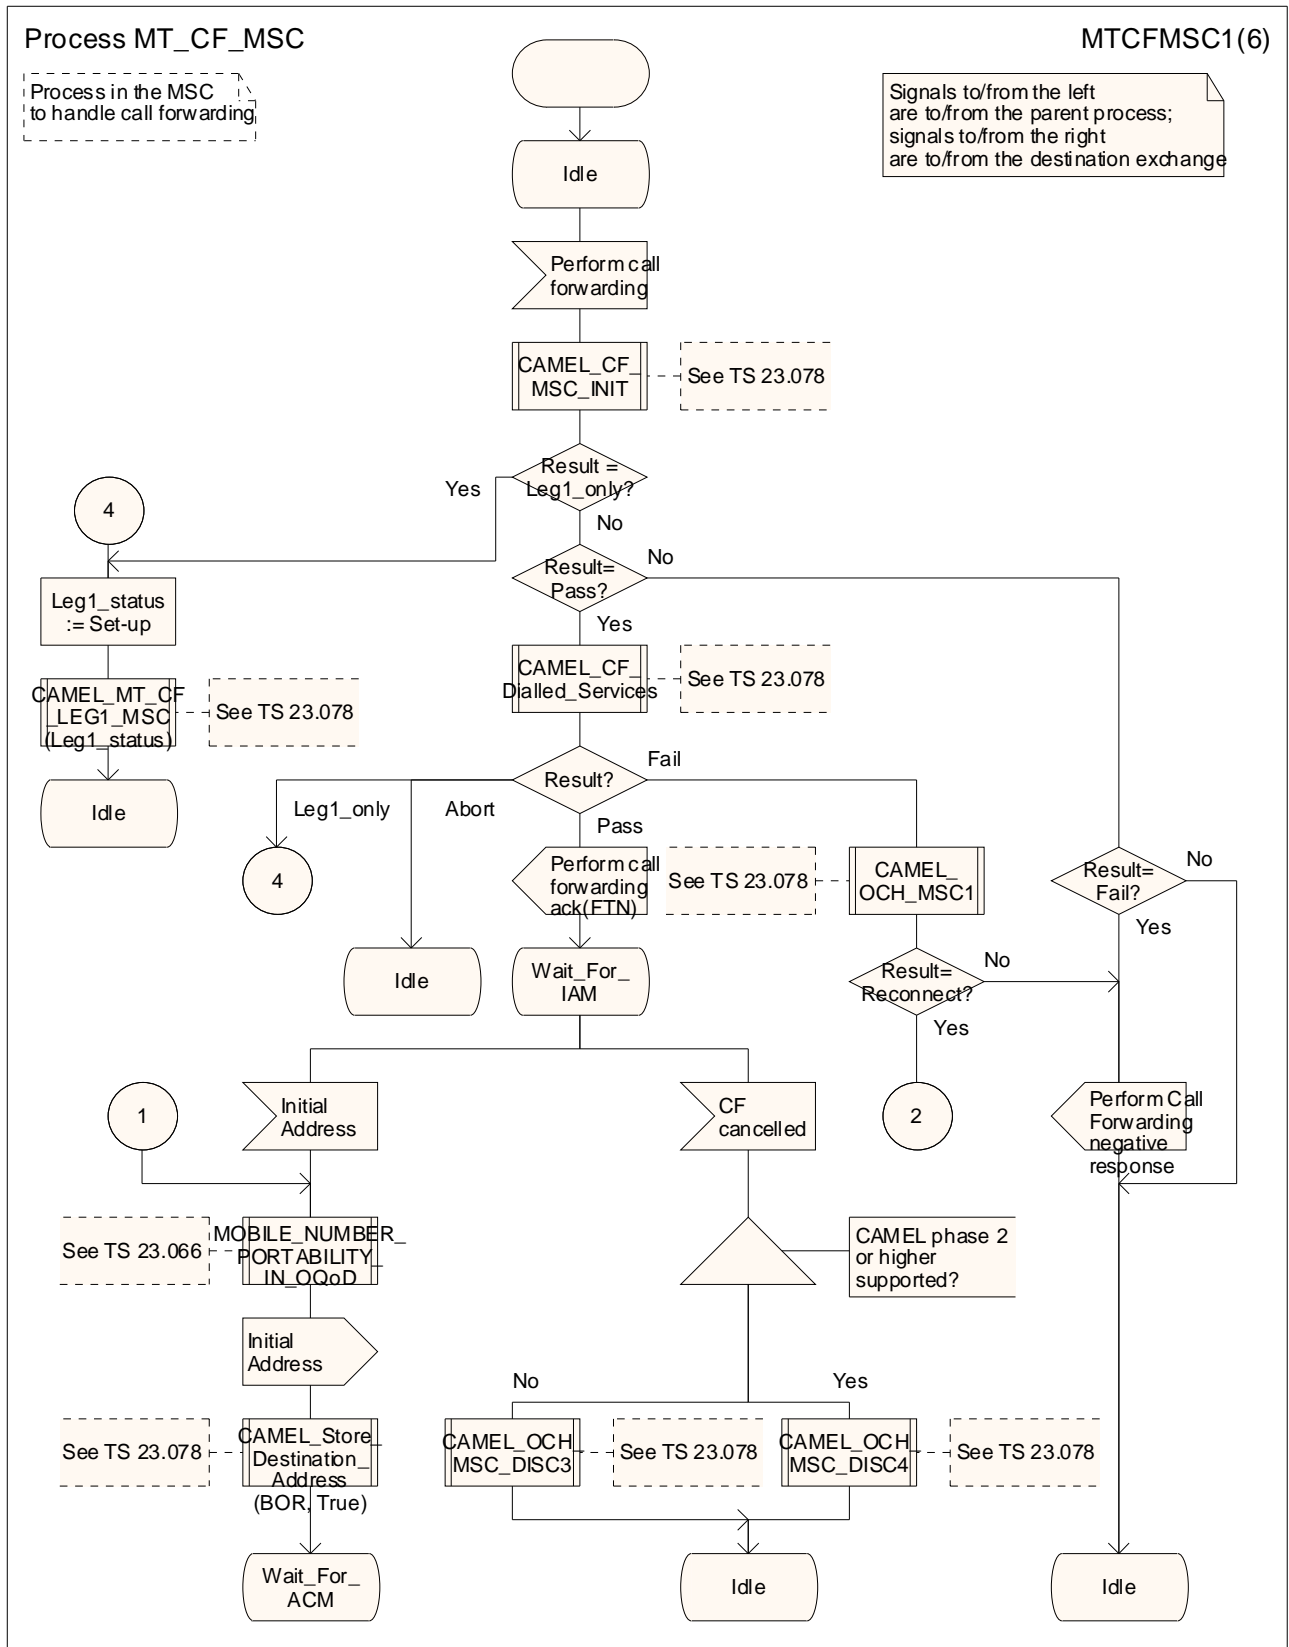 Process MT_CF_MSC
MTCFMSC1(6)
Process in the MSC
to handle call forwarding
Signals to/from the left
are to/from the parent process;
signals to/from the right
are to/from the destination exchange
Idle
Perform call
forwarding
CAMEL_CF_
MSC_INIT
See TS 23.078
Result =
Leg1_only?
Yes
No
4
Result=
Pass?
No
Yes
Leg1_status
:= Set-up
CAMEL_CF_
Dialled_Services
See TS 23.078
CAMEL_MT_CF
_LEG1_MSC
(Leg1_status)
See TS 23.078
Result?
Fail
Leg1_only
Abort
Pass
Idle
4
Perform call
forwarding
ack(FTN)
See TS 23.078
CAMEL_
OCH_MSC1
Result=
Fail?
No
Yes
Idle
Wait_For_
IAM
Result=
Reconnect?
No
Yes
1
Initial
Address
CF
cancelled
2
Perform Call
Forwarding
negative
response
See TS 23.066
MOBILE_NUMBER_
PORTABILITY_
IN_OQoD
CAMEL phase 2
or higher
supported?
Initial
Address
No
Yes
See TS 23.078
CAMEL_Store_
Destination_
Address
(BOR, True)
CAMEL_OCH_
MSC_DISC3
See TS 23.078
CAMEL_OCH_
MSC_DISC4
See TS 23.078
Wait_For_
ACM
Idle
Idle